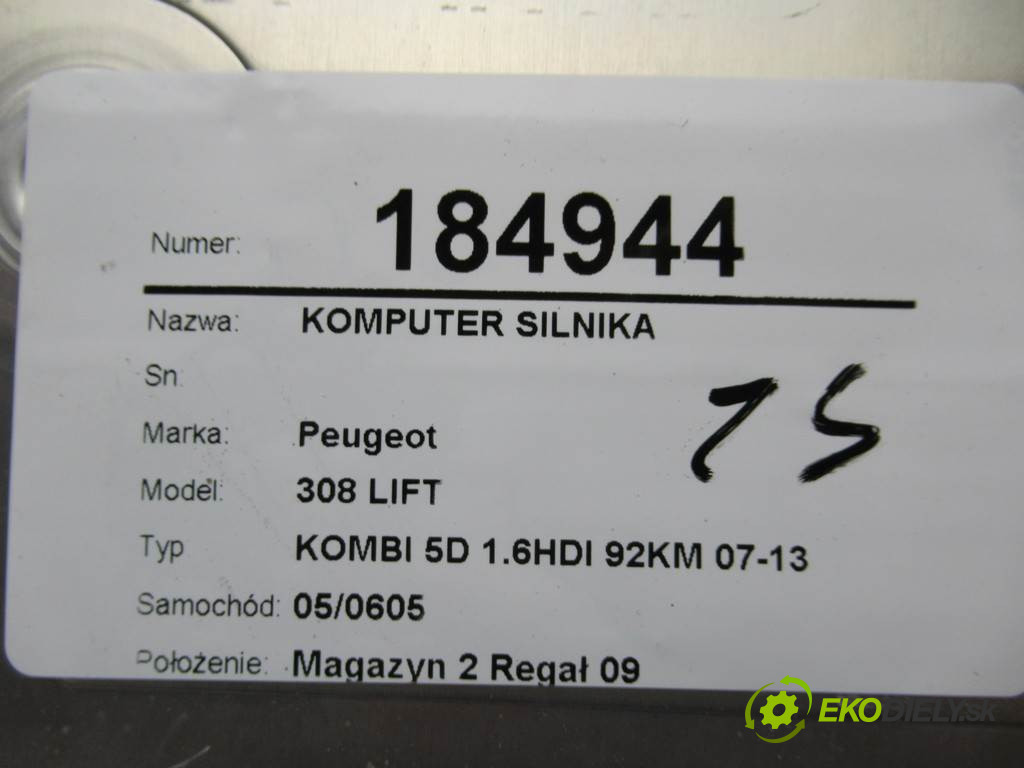 Numer: 184944
Nazwa: KOMPUTER SILNIKA
Sn:
Marka: Peugeot
Model: 308 LIFT
Typ KOMBI 5D 1.6HDI 92KM 07-13
Samochód: 05/0605
Położenie: Magazyn 2 Regał 09
EKODIELY.SK